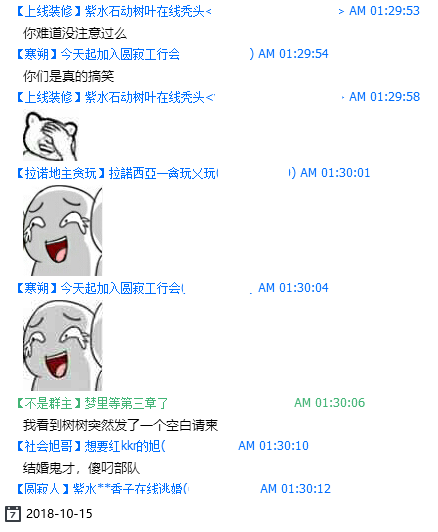 【上线装修】紫水石动树叶在线秃头< > AM 01:29:53
你难道没注意过么
【寒朔】今天起加入圆寂工行会 ) AM 01:29:54
你们是真的搞笑
【上线装修】紫水石动树叶在线秃头< AM 01:29:58
【拉诺地主贪玩】拉諾西亞一貪玩乂玩( 0) AM 01:30:01
【寒朔】今天起加入圆寂工行会( AM 01:30:04
【不是群主】梦里等第三章了 AM 01:30:06
我看到树树突然发了一个空白请柬
【社会旭哥】想要红kkr的旭( AM 01:30:10
结婚鬼才，傻叼部队
【圆寂人】紫水**香子在线逃婚( AM 01:30:12
7 2018-10-15